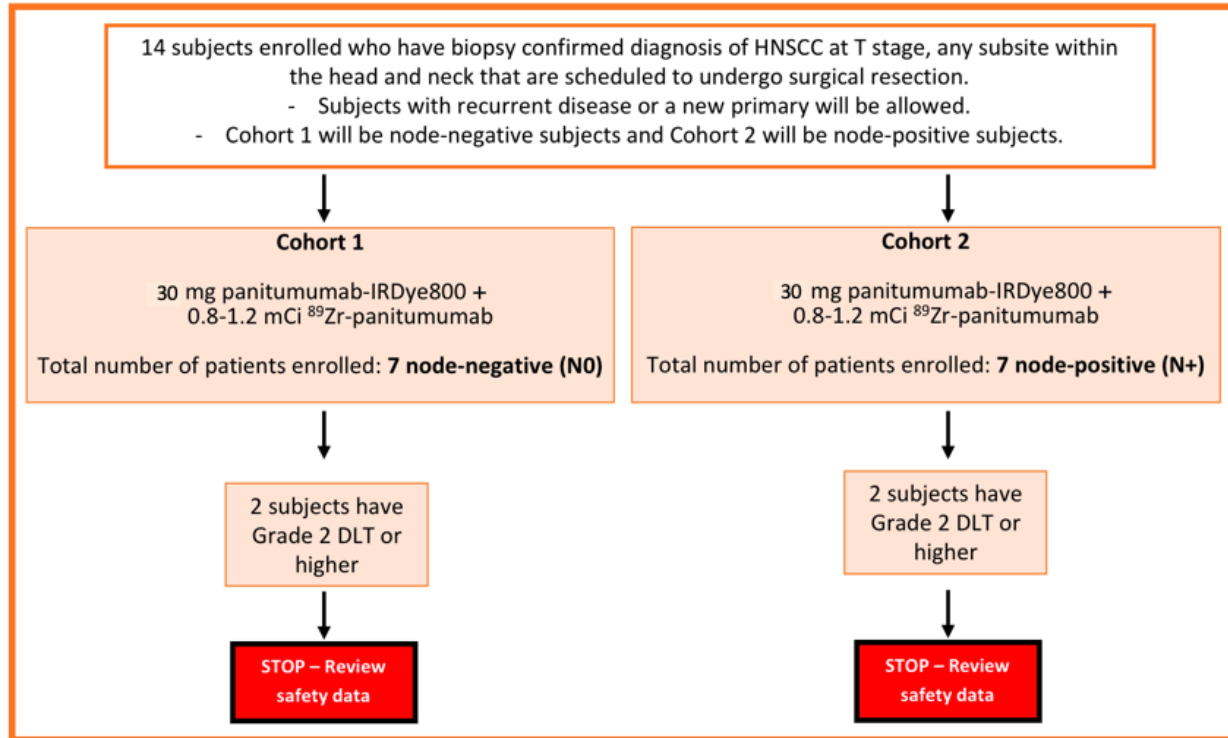 14 subjects enrolled who have biopsy confirmed diagnosis of HNSCC at T stage, any subsite within
the head and neck that are scheduled to undergo surgical resection.
- Subjects with recurrent disease or a new primary will be allowed.
- Cohort 1 will be node-negative subjects and Cohort 2 will be node-positive subjects.
Cohort 1
30 mg panitumumab-IRDye800 +
0.8-1.2 mCi ⁸⁹Zr-panitumumab
Total number of patients enrolled: 7 node-negative (N0)
Cohort 2
30 mg panitumumab-IRDye800 +
0.8-1.2 mCi ⁸⁹Zr-panitumumab
Total number of patients enrolled: 7 node-positive (N+)
2 subjects have
Grade 2 DLT or
higher
2 subjects have
Grade 2 DLT or
higher
STOP – Review
safety data
STOP – Review
safety data